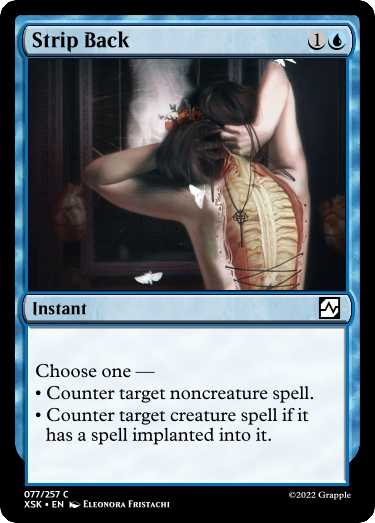 Strip Back 1
Instant
Choose one —
• Counter target noncreature spell.
• Counter target creature spell if it
has a spell implanted into it.
077/257 C
XSK • EN Eleonora Fristachi
©2022 Grapple